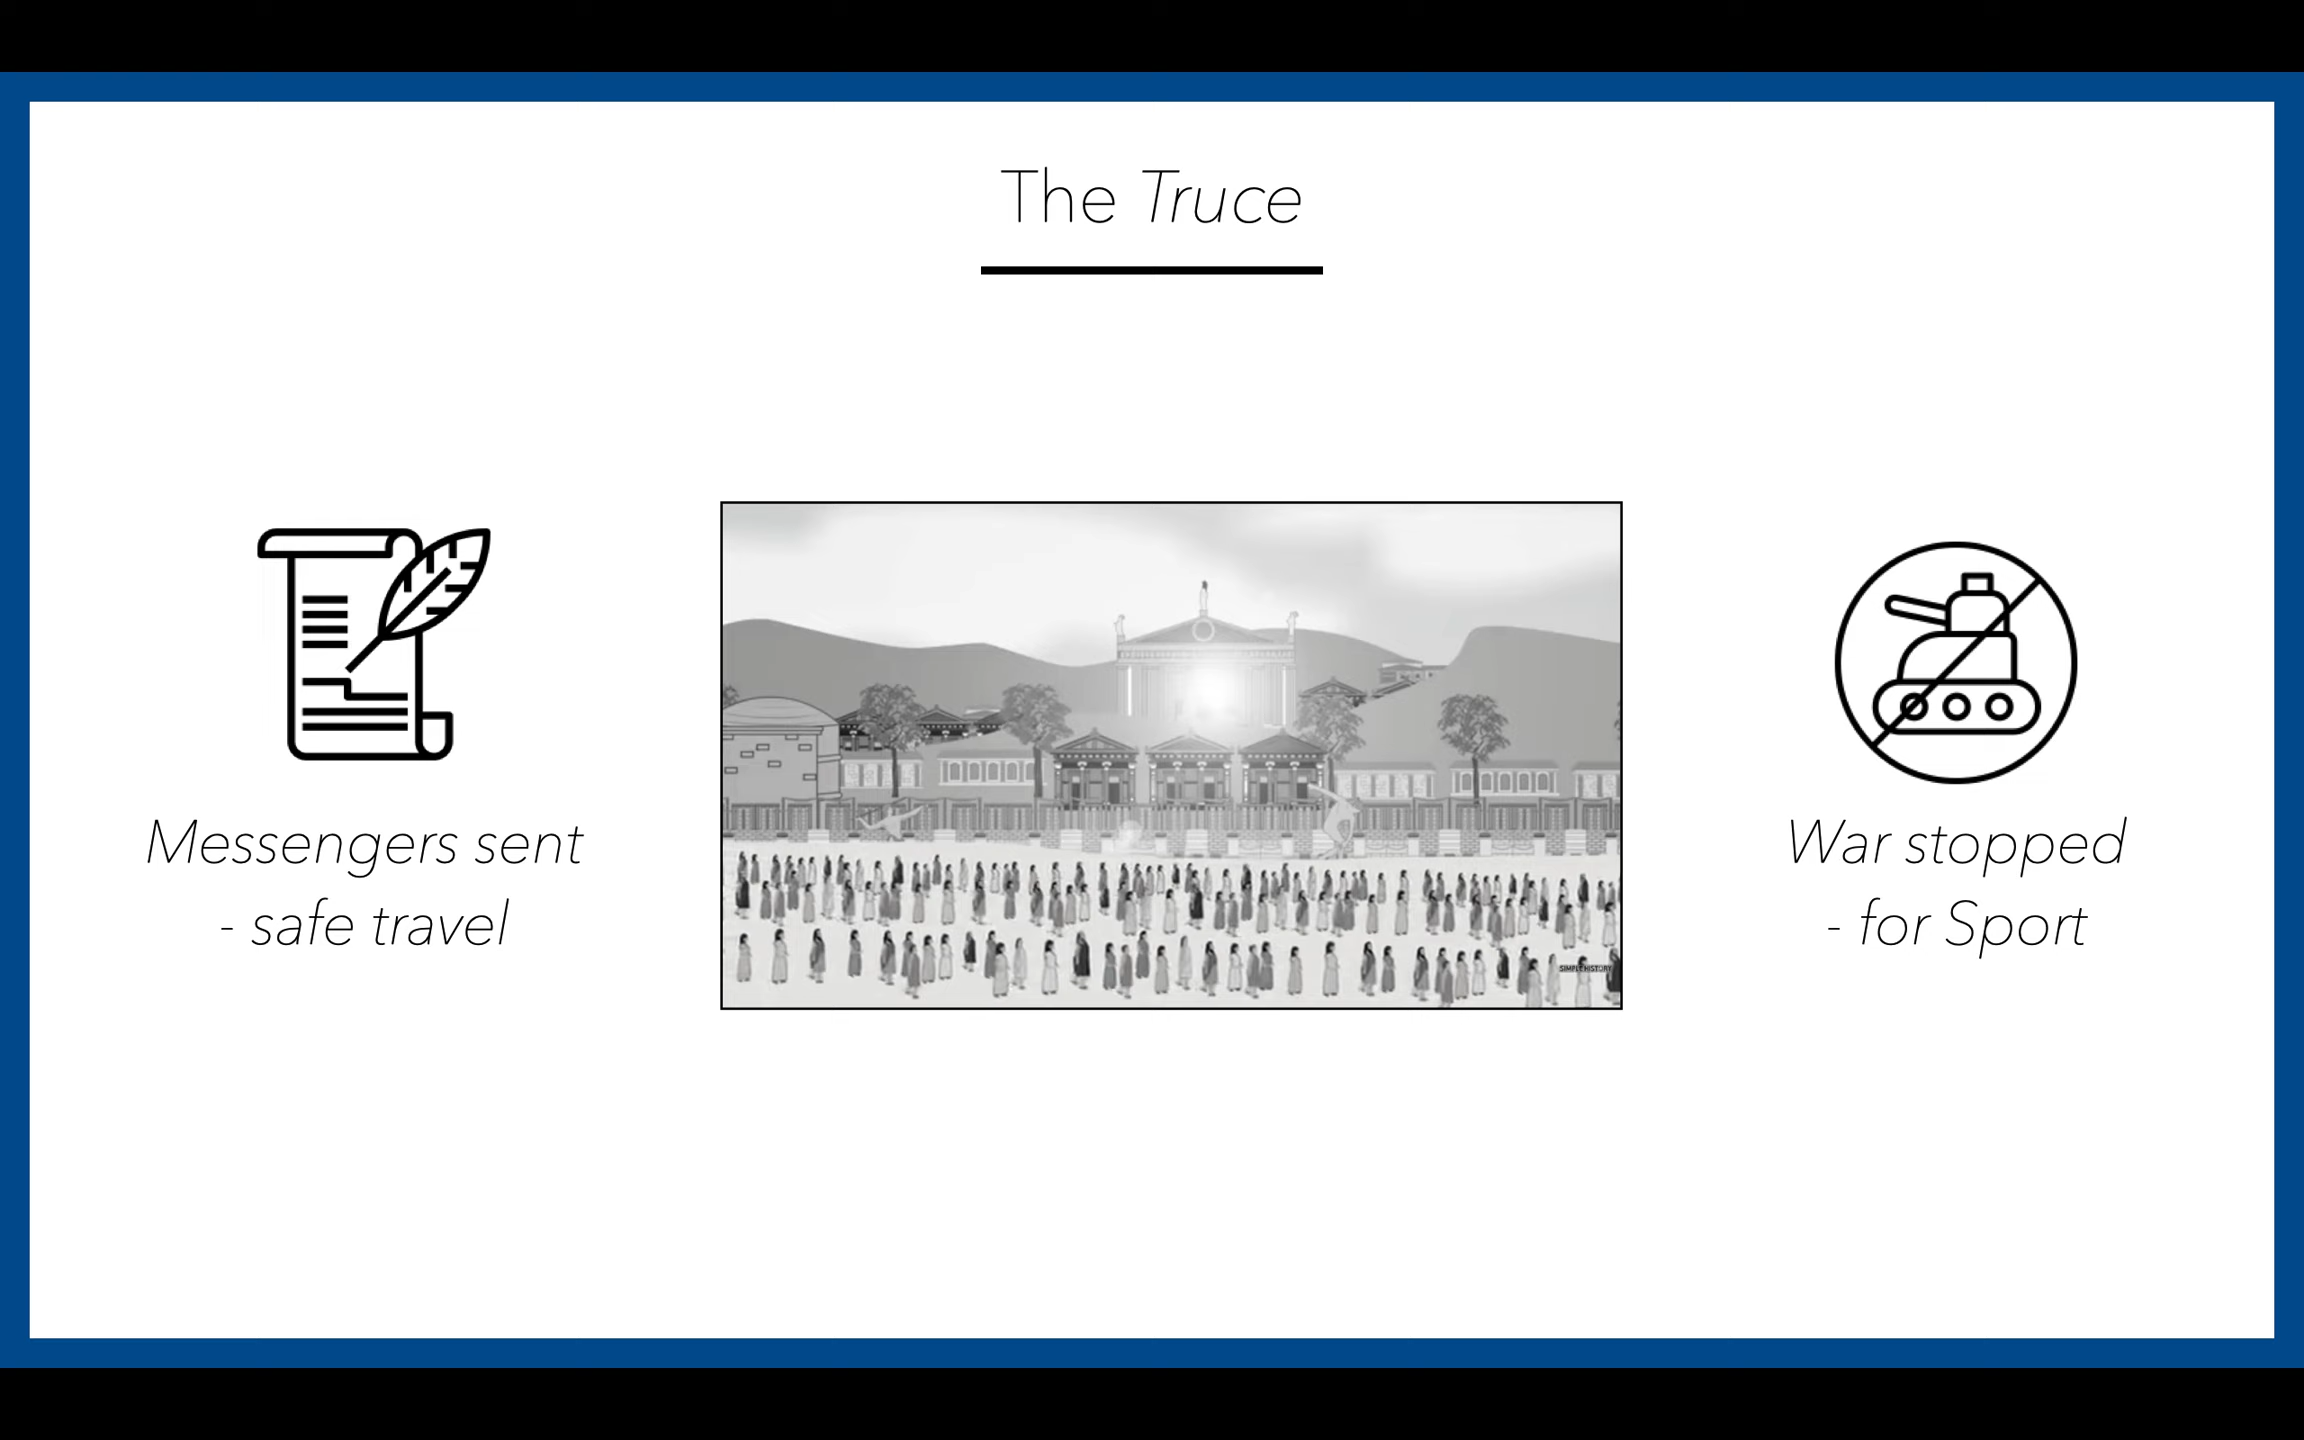 The Truce
Messengers sent
- safe travel
SIMPLE HISTORY
War stopped
- for Sport